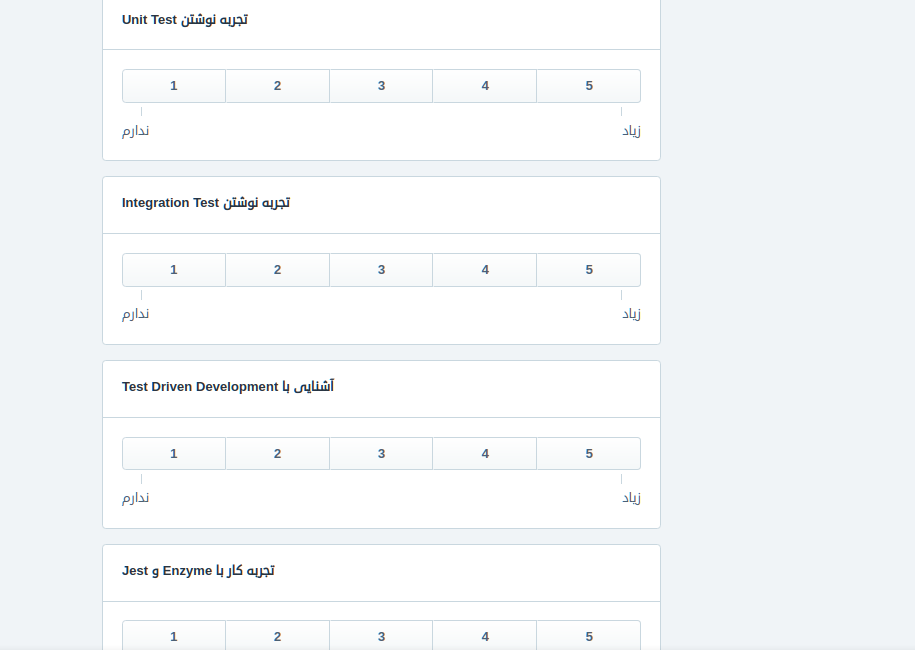 تجربه نوشتن Unit Test
1 2 3 4 5
ندارم زیاد
تجربه نوشتن Integration Test
1 2 3 4 5
ندارم زیاد
آشنایی با Test Driven Development
1 2 3 4 5
ندارم زیاد
تجربه کار با Enzyme و Jest
1 2 3 4 5